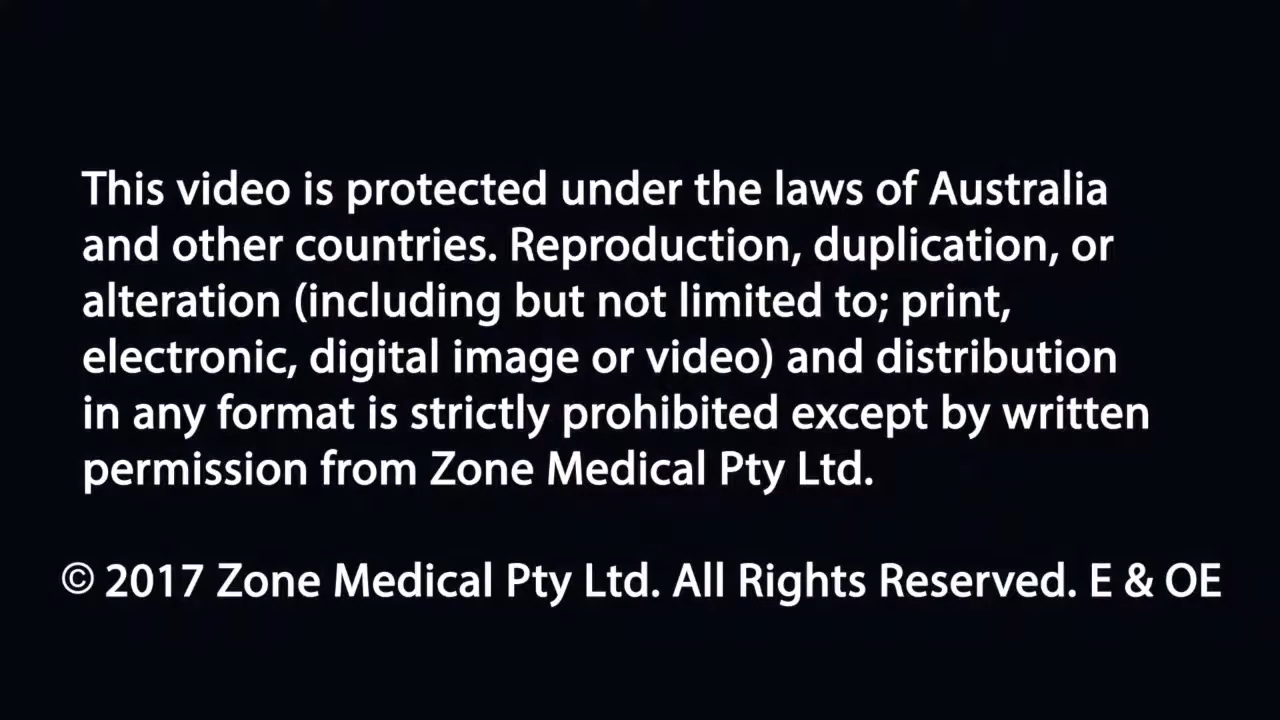 This video is protected under the laws of Australia
and other countries. Reproduction, duplication, or
alteration (including but not limited to; print,
electronic, digital image or video) and distribution
in any format is strictly prohibited except by written
permission from Zone Medical Pty Ltd.
© 2017 Zone Medical Pty Ltd. All Rights Reserved. E & OE